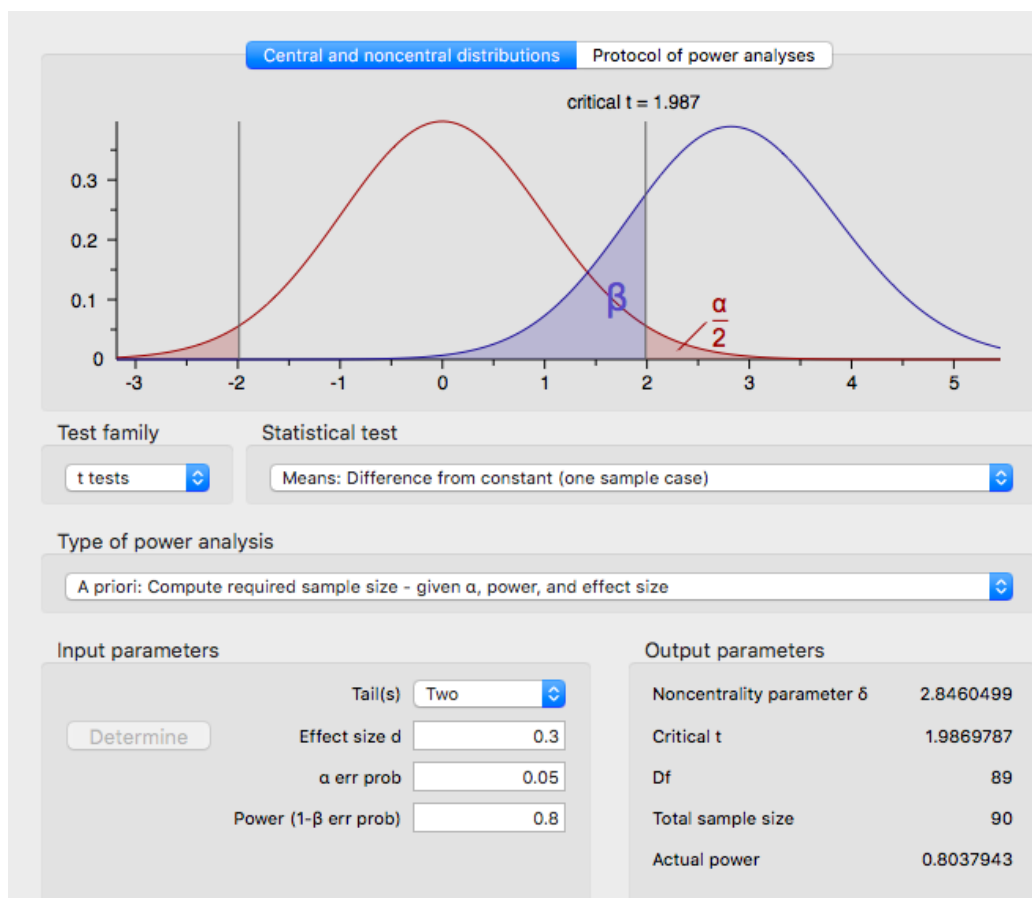 Central and noncentral distributions Protocol of power analyses
critical t = 1.987
0.3
0.2
0.1
0
β
α
2
-3 -2 -1 0 1 2 3 4 5
Test family Statistical test
t tests Means: Difference from constant (one sample case)
Type of power analysis
A priori: Compute required sample size - given α, power, and effect size
Input parameters
Tail(s) Two
Determine Effect size d 0.3
α err prob 0.05
Power (1-β err prob) 0.8
Output parameters
Noncentrality parameter δ 2.8460499
Critical t 1.9869787
Df 89
Total sample size 90
Actual power 0.8037943